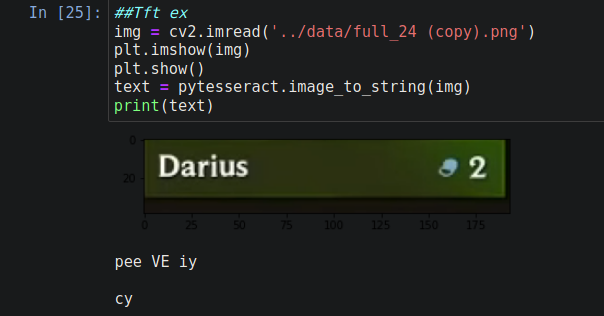 In [25]: ##Tft ex
img = cv2.imread('../data/full_24 (copy).png')
plt.imshow(img)
plt.show()
text = pytesseract.image_to_string(img)
print(text)
0
Darius 2
20
0 25 50 75 100 125 150 175
pee VE iy
cy